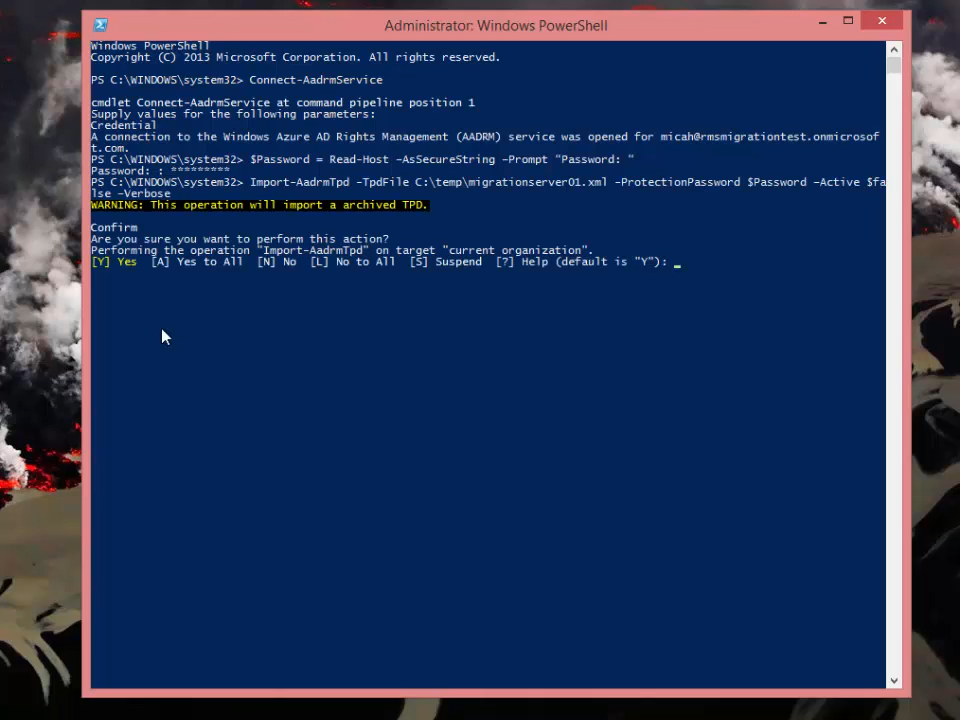 Administrator: Windows PowerShell
Windows PowerShell
Copyright (C) 2013 Microsoft Corporation. All rights reserved.
PS C:\WINDOWS\system32> Connect-AadrmService
cmdlet Connect-AadrmService at command pipeline position 1
Supply values for the following parameters:
Credential
A connection to the Windows Azure AD Rights Management (AADRM) service was opened for micah@rmsmigrationtest.onmicrosof
t.com.
PS C:\WINDOWS\system32> $Password = Read-Host -AsSecureString -Prompt "Password: "
Password: : *********
PS C:\WINDOWS\system32> Import-AadrmTpd -TpdFile C:\temp\migrationserver01.xml -ProtectionPassword $Password -Active $fa
lse -Verbose
WARNING: This operation will import a archived TPD.
Confirm
Are you sure you want to perform this action?
Performing the operation "Import-AadrmTpd" on target "current organization".
[Y] Yes  [A] Yes to All  [N] No  [L] No to All  [S] Suspend  [?] Help (default is "Y"): _